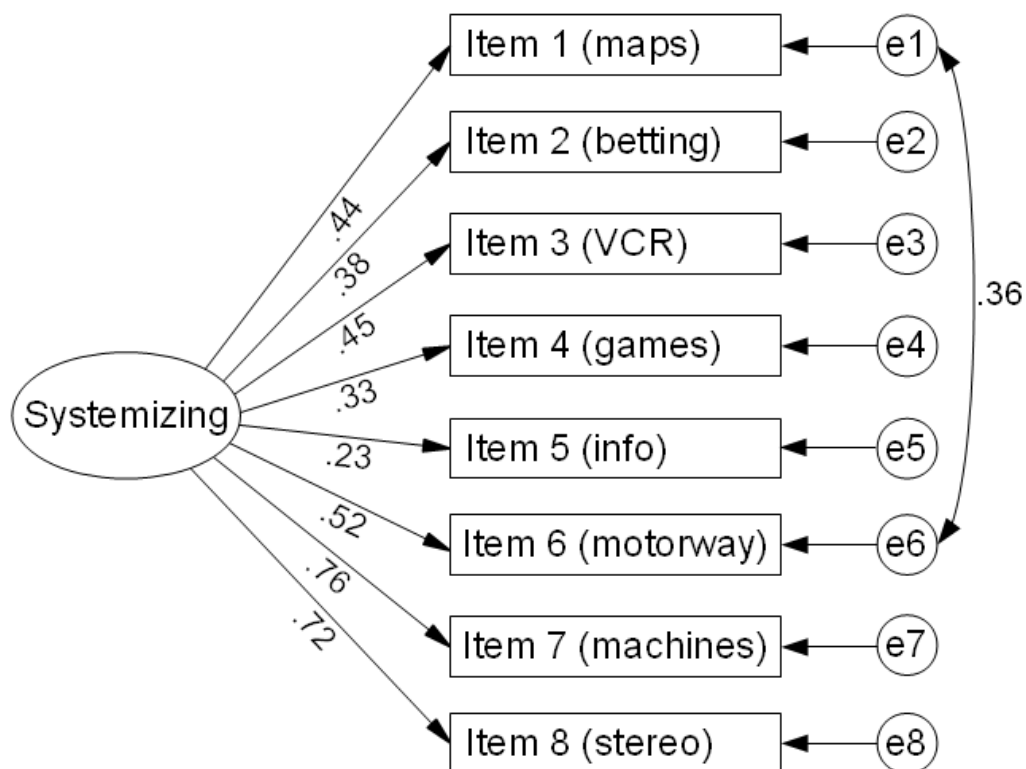 Item 1 (maps)
e1
Item 2 (betting)
e2
.44
Item 3 (VCR)
e3
.38
.36
.45
Item 4 (games)
e4
.33
Systemizing
.23
Item 5 (info)
e5
.52
Item 6 (motorway)
e6
.76
.72
Item 7 (machines)
e7
Item 8 (stereo)
e8